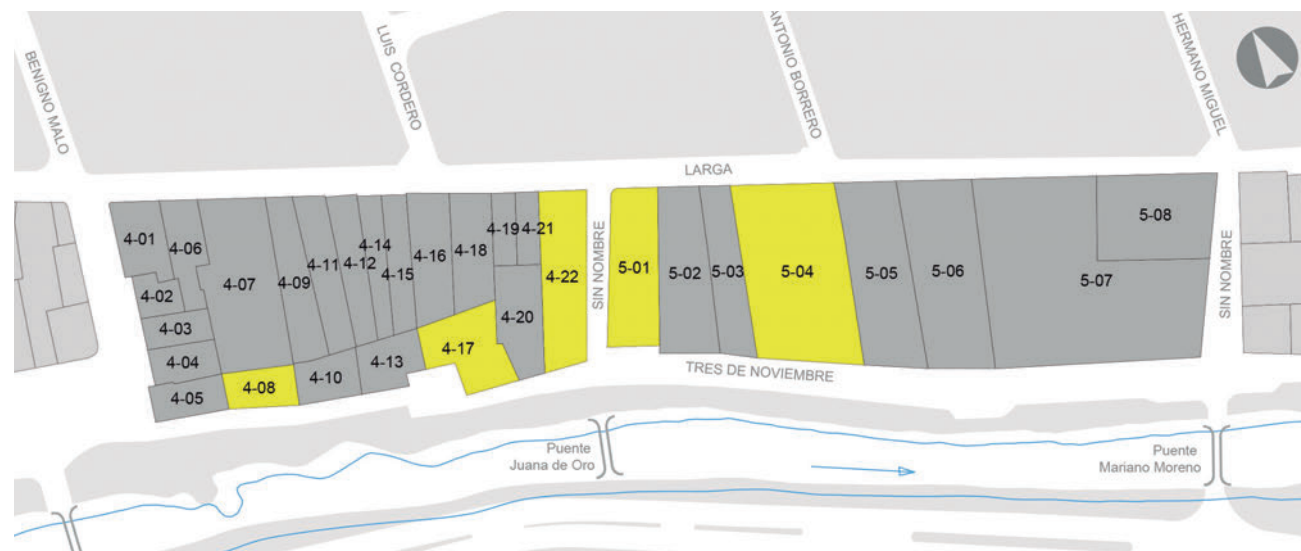 BENIGNO MALO
LUIS CORDERO
ANTONIO BORRERO
HERMANO MIGUEL
LARGA
4-01
4-06
4-02
4-03
4-04
4-05
4-07
4-08
4-09
4-11
4-12
4-14
4-15
4-16
4-18
4-19
4-21
4-10
4-13
4-17
4-20
4-22
SIN NOMBRE
5-01
5-02
5-03
5-04
5-05
5-06
5-07
5-08
SIN NOMBRE
TRES DE NOVIEMBRE
Puente
Juana de Oro
Puente
Mariano Moreno